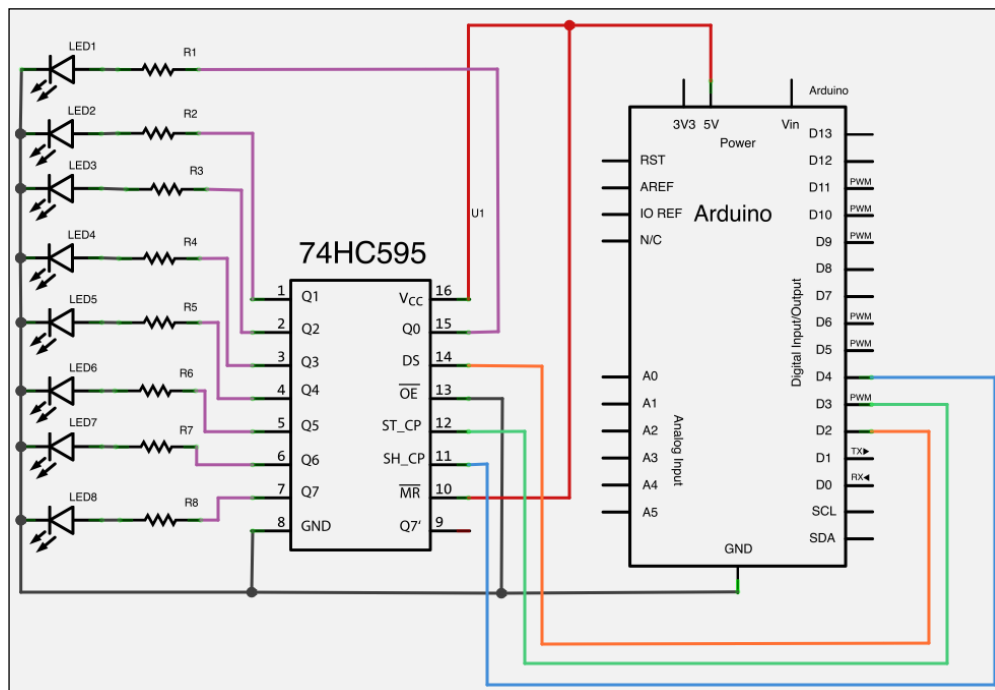 LED1
R1
LED2
R2
LED3
R3
LED4
R4
LED5
R5
LED6
R6
LED7
R7
LED8
R8
U1
74HC595
1 Q1
2 Q2
3 Q3
4 Q4
5 Q5
6 Q6
7 Q7
8 GND
VCC 16
Q0 15
DS 14
OE 13
ST_CP 12
SH_CP 11
MR 10
Q7' 9
Arduino
3V3 5V Vin
Power
Arduino
RST
AREF
IO REF
N/C
A0
A1
A2
A3
A4
A5
Analog Input
Digital Input/Output
D13
D12
D11 PWM
D10 PWM
D9 PWM
D8
D7
D6 PWM
D5 PWM
D4
D3 PWM
D2
D1 TX▶
D0 RX◀
SCL
SDA
GND